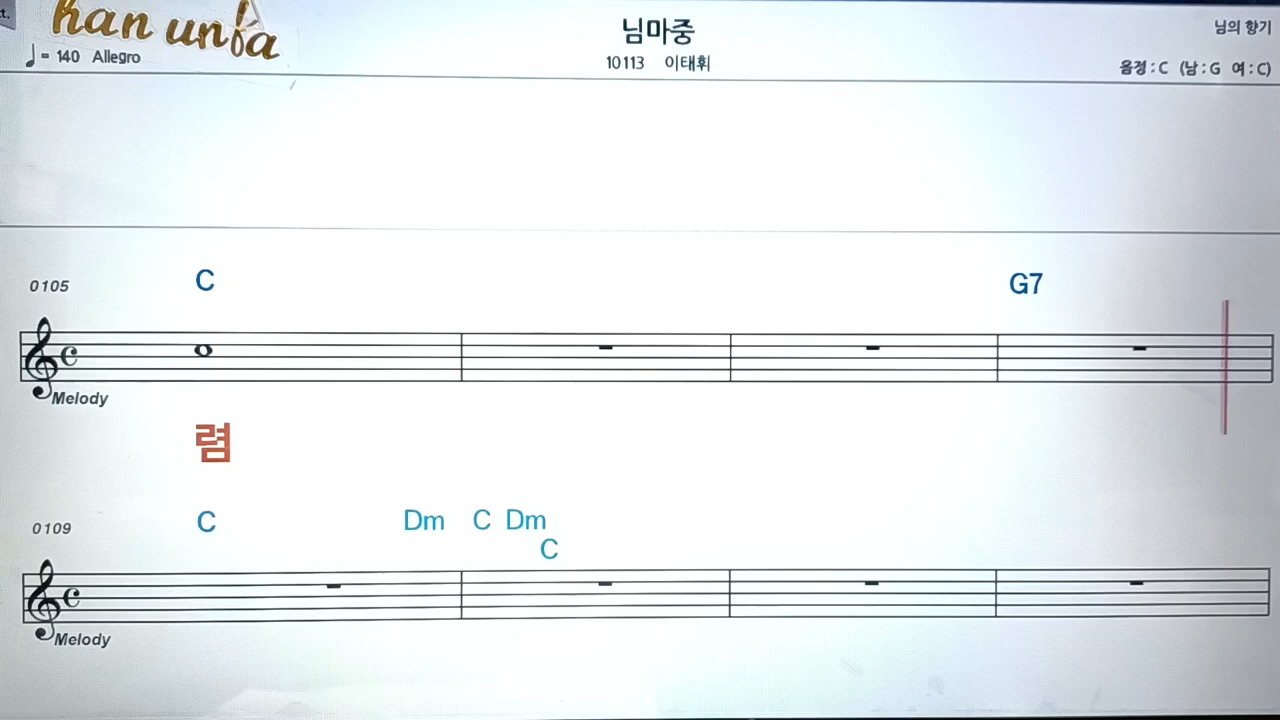 t.
han unfa
= 140 Allegro
님마중
10113 이태휘
님의 향기
음정 : C (남 : G 여 : C)
0105
C
G7
Melody
렴
0109
C Dm C Dm
C
Melody